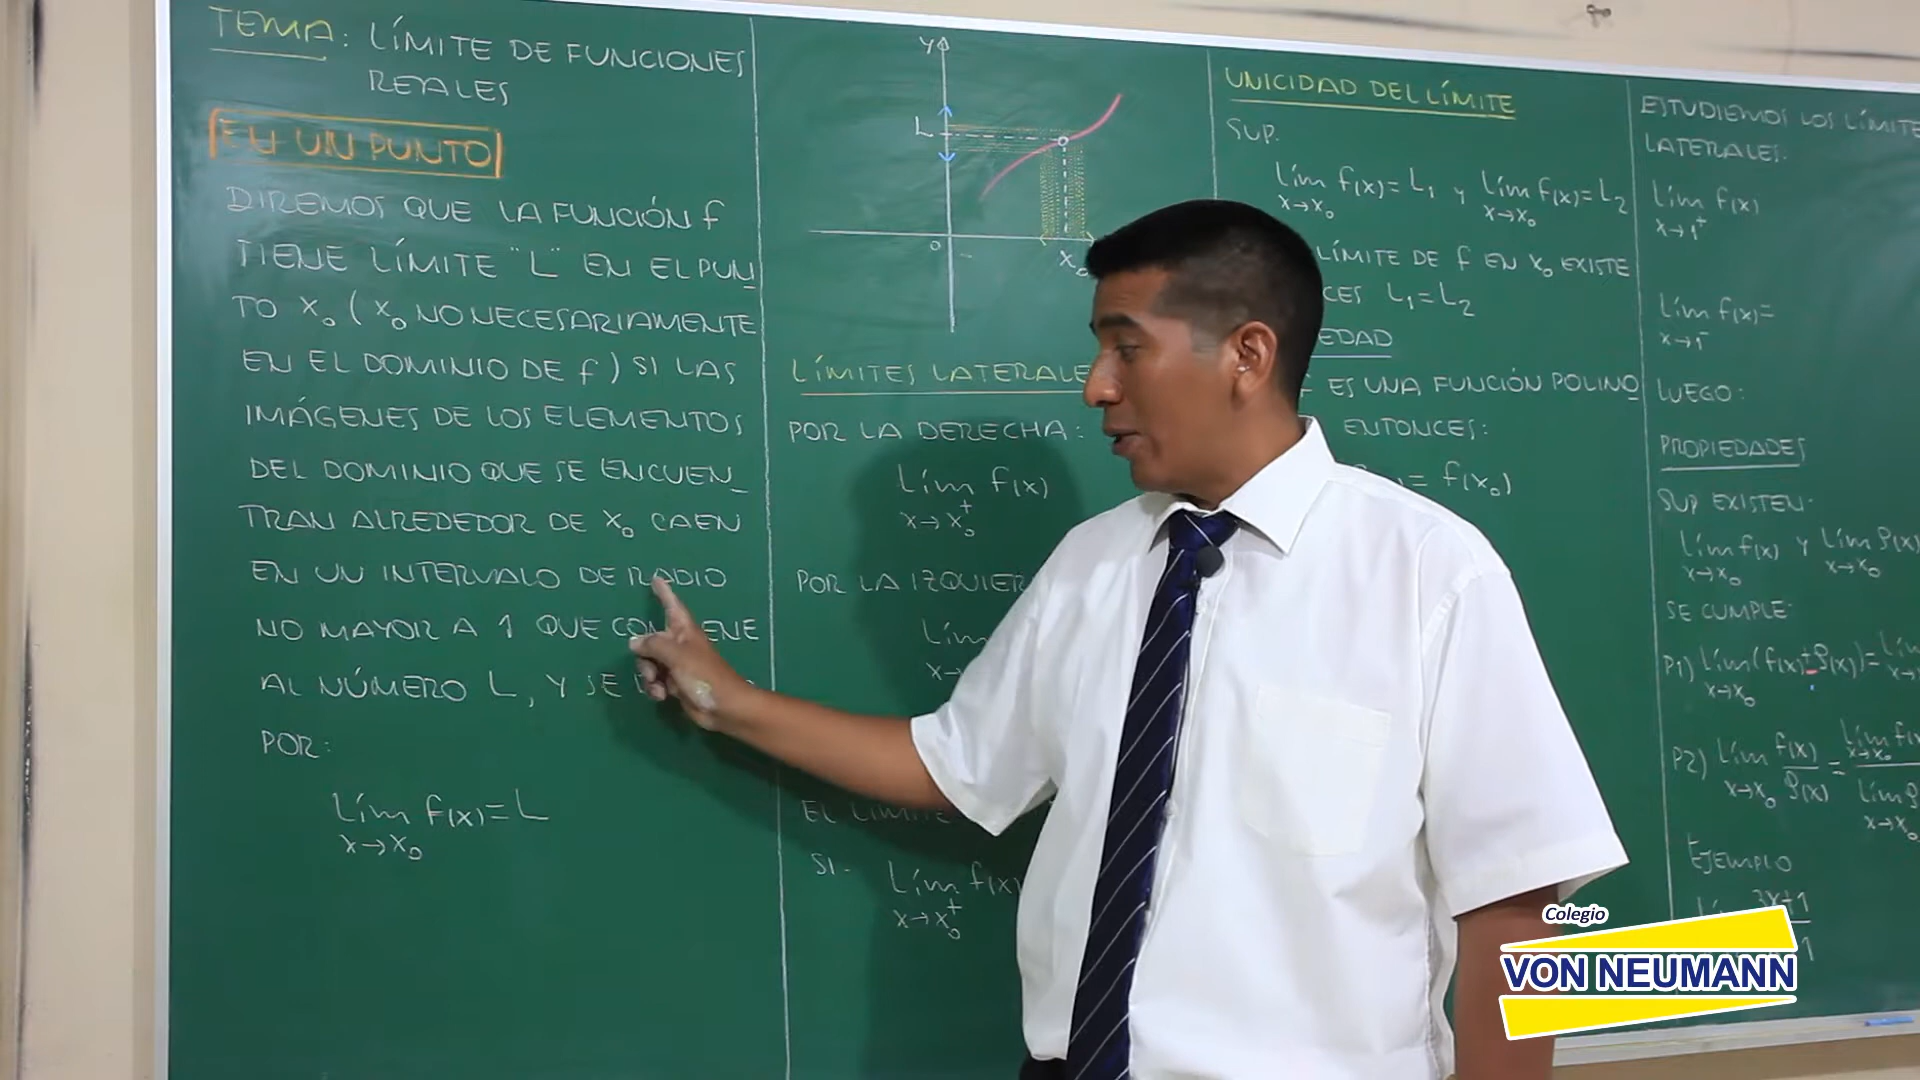 TEMA: LÍMITE DE FUNCIONES
REALES
EN UN PUNTO
DIREMOS QUE LA FUNCIÓN f
TIENE LÍMITE "L" EN EL PUN
TO x₀ (x₀ NO NECESARIAMENTE
EN EL DOMINIO DE f) SI LAS
IMÁGENES DE LOS ELEMENTOS
DEL DOMINIO QUE SE ENCUEN_
TRAN ALREDEDOR DE x₀ CAEN
EN UN INTERVALO DE RADIO
NO MAYOR A 1 QUE CONTIENE
AL NÚMERO L, Y SE
POR:
Lím f(x)=L
x→x₀
Y
L
0
x₀
LÍMITES LATERALE
POR LA DERECHA:
Lím f(x)
x→x₀⁺
POR LA IZQUIER
Lím
x→
EL LÍMITE
SI.
Lím f(x)
x→x₀⁺
UNICIDAD DEL LÍMITE
SUP.
Lím f(x)=L₁ y Lím f(x)=L₂
x→x₀ x→x₀
LÍMITE DE f EN x₀ EXISTE
CES L₁=L₂
EDAD
f ES UNA FUNCIÓN POLINO
ENTONCES:
)= f(x₀)
ESTUDIEMOS LOS LÍMITE
LATERALES.
Lím f(x)
x→1⁺
Lím f(x)=
x→1⁻
LUEGO:
PROPIEDADES
SUP EXISTEN.
Lím f(x) Y Lím g(x)
x→x₀ x→x₀
SE CUMPLE:
P1) Lím (f(x)±g(x))=Lím
x→x₀ x→
P2) Lím f(x)/g(x) = Lím f(x / Lím g
x→x₀ x→x₀ x→x₀
EJEMPLO
Colegio
VON NEUMANN